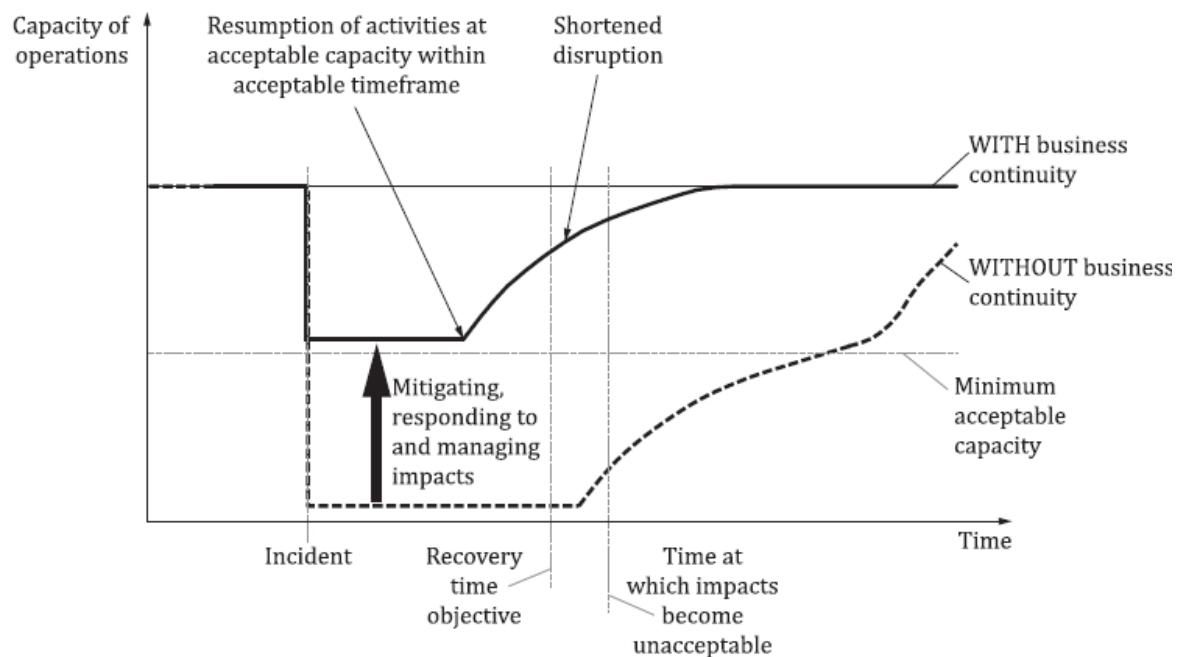 Capacity of
operations
Resumption of activities at
acceptable capacity within
acceptable timeframe
Shortened
disruption
WITH business
continuity
WITHOUT business
continuity
Minimum
acceptable
capacity
Mitigating,
responding to
and managing
impacts
Time
Incident
Recovery
time
objective
Time at
which impacts
become
unacceptable